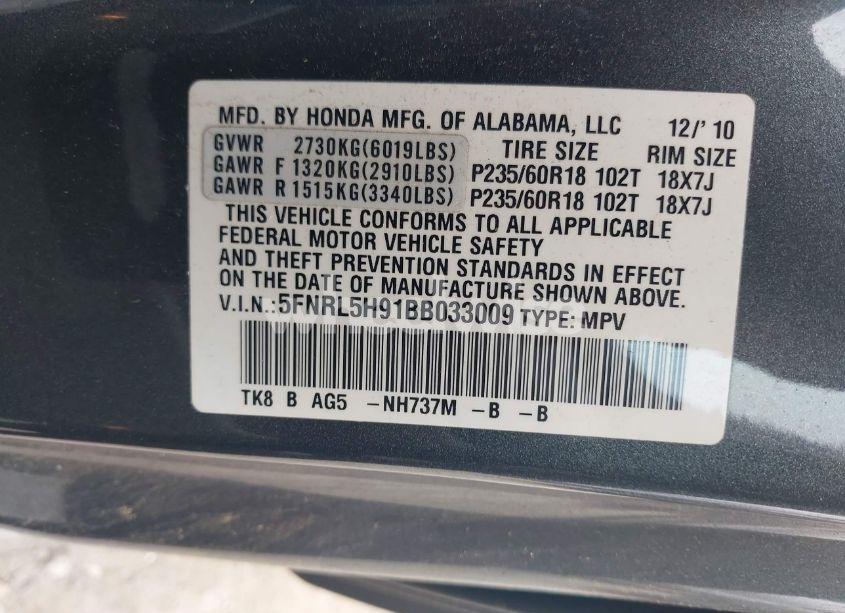 MFD. BY HONDA MFG. OF ALABAMA, LLC 12/' 10
GVWR 2730KG(6019LBS) TIRE SIZE RIM SIZE
GAWR F 1320KG(2910LBS) P235/60R18 102T 18X7J
GAWR R 1515KG(3340LBS) P235/60R18 102T 18X7J
THIS VEHICLE CONFORMS TO ALL APPLICABLE
FEDERAL MOTOR VEHICLE SAFETY
AND THEFT PREVENTION STANDARDS IN EFFECT
ON THE DATE OF MANUFACTURE SHOWN ABOVE.
V.I.N.:5FNRL5H91BB033009 TYPE: MPV
TK8 B AG5 -NH737M -B -B